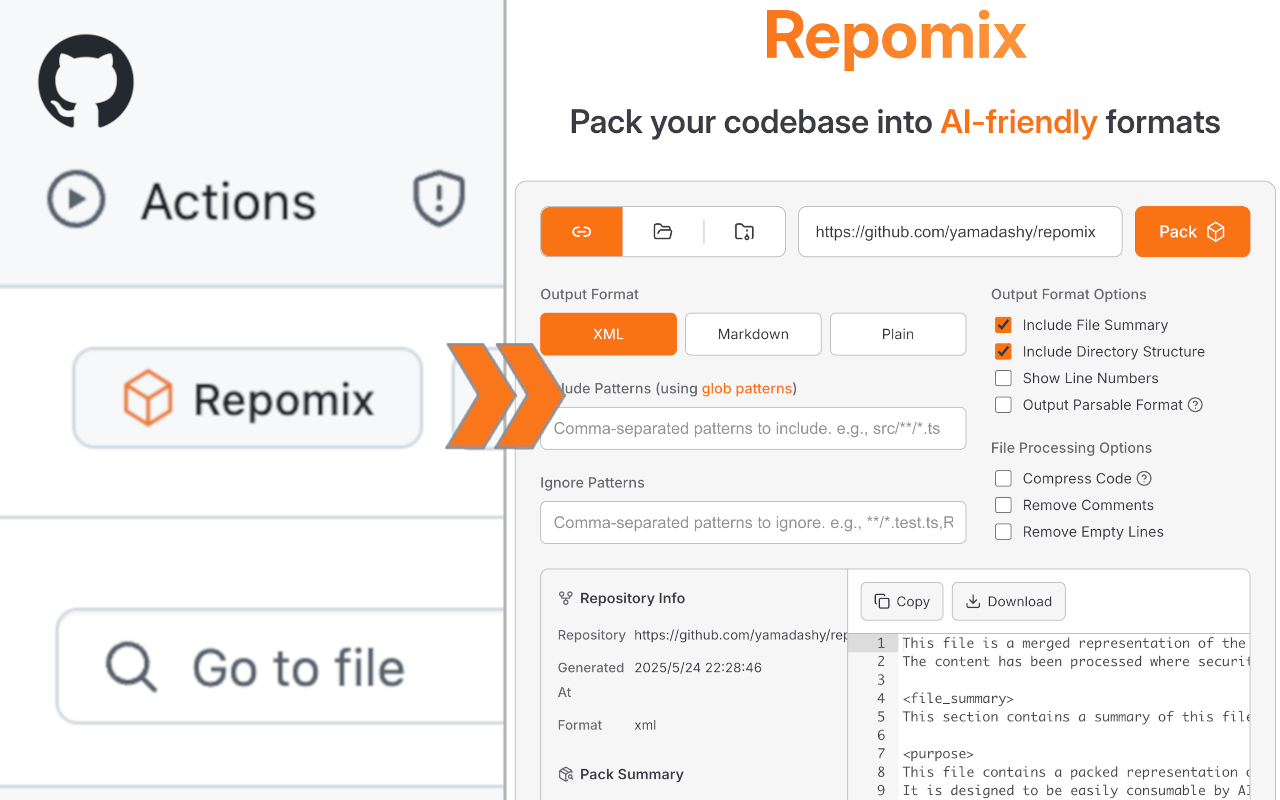 Actions
Repomix
Go to file
Repomix
Pack your codebase into AI-friendly formats
https://github.com/yamadashy/repomix
Pack
Output Format
XML
Markdown
Plain
lude Patterns (using glob patterns)
Comma-separated patterns to include. e.g., src/**/*.ts
Ignore Patterns
Comma-separated patterns to ignore. e.g., **/*.test.ts,R
Output Format Options
Include File Summary
Include Directory Structure
Show Line Numbers
Output Parsable Format
File Processing Options
Compress Code
Remove Comments
Remove Empty Lines
Repository Info
Repository https://github.com/yamadashy/rep
Generated At 2025/5/24 22:28:46
Format xml
Pack Summary
Copy
Download
1 This file is a merged representation of the
2 The content has been processed where securit
3
4 <file_summary>
5 This section contains a summary of this file
6
7 <purpose>
8 This file contains a packed representation o
9 It is designed to be easily consumable by AI